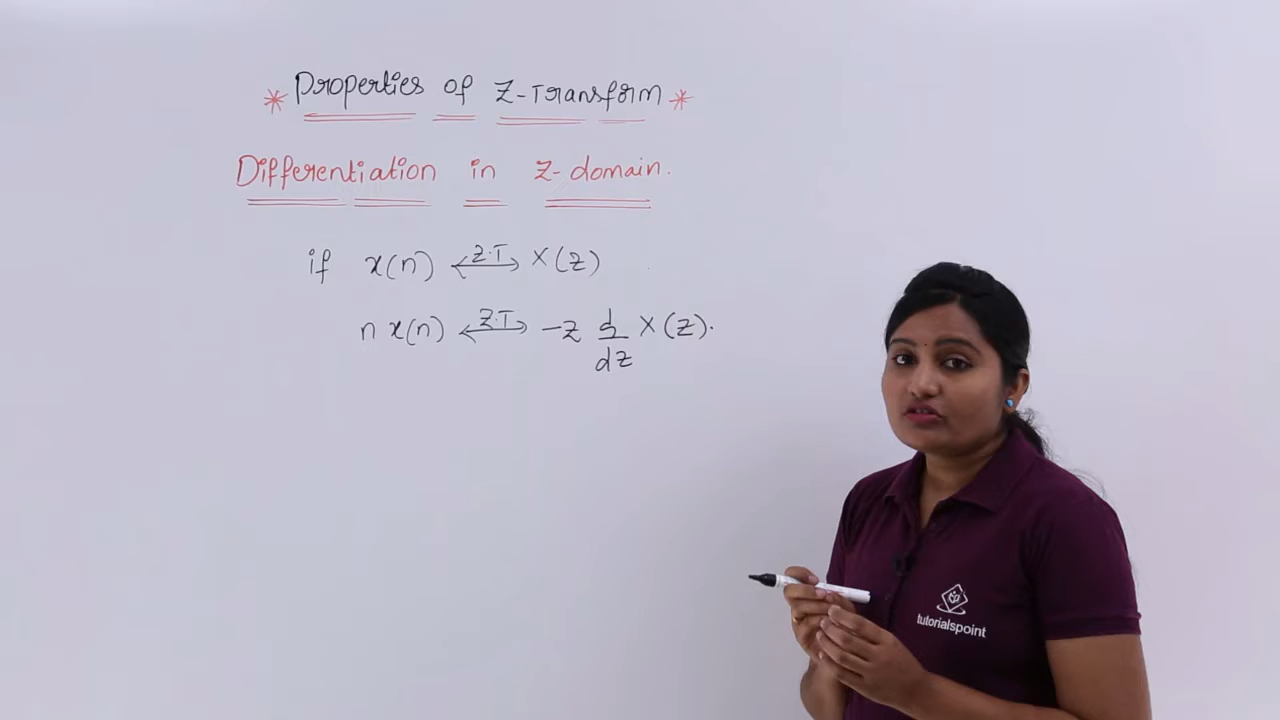 * Properties of Z-Transform *
Differentiation in Z-domain.
if x(n) <-Z.T-> X(z)
n x(n) <-Z.T-> -z d/dz X(z).
tutorialspoint